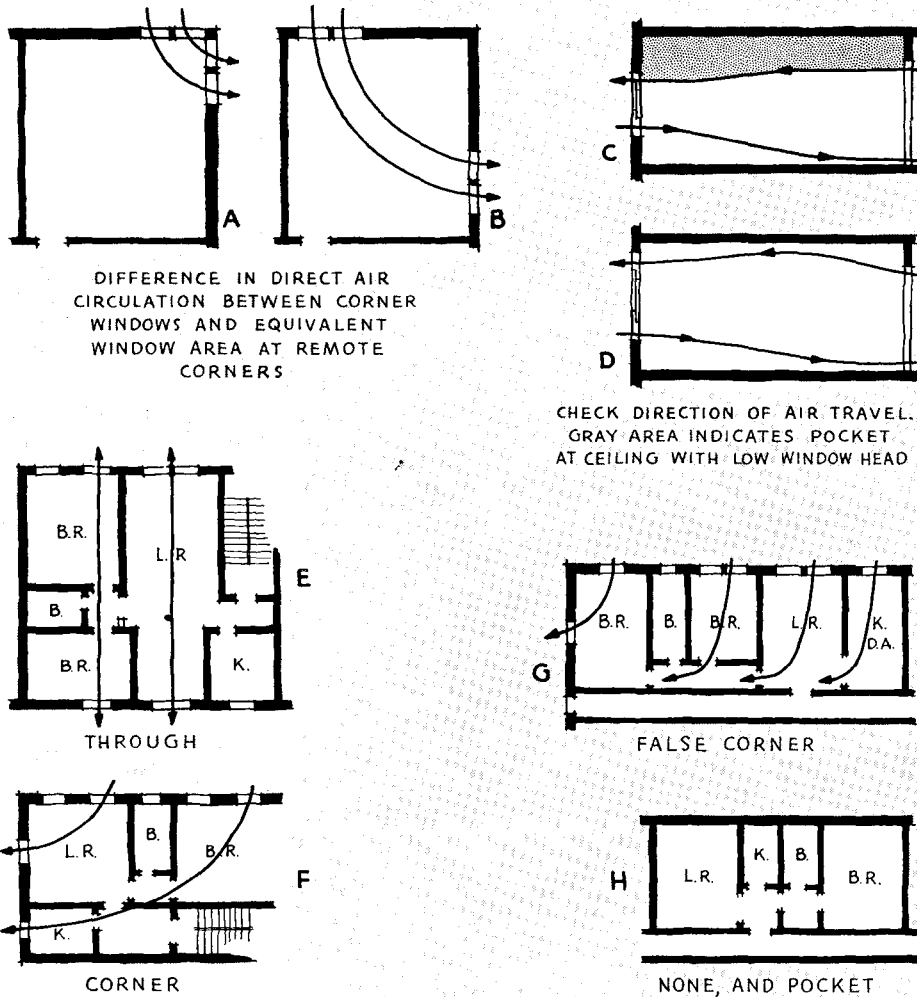 A
B
DIFFERENCE IN DIRECT AIR
CIRCULATION BETWEEN CORNER
WINDOWS AND EQUIVALENT
WINDOW AREA AT REMOTE
CORNERS
C
D
CHECK DIRECTION OF AIR TRAVEL.
GRAY AREA INDICATES POCKET
AT CEILING WITH LOW WINDOW HEAD
B.R.
L.R
E
B.
B.R.
K.
THROUGH
L.R.
B.
B.R.
F
K.
CORNER
B.R.
B.
B.R.
L.R.
K.
D.A.
G
FALSE CORNER
H
L.R.
K.
B.
B.R.
NONE, AND POCKET